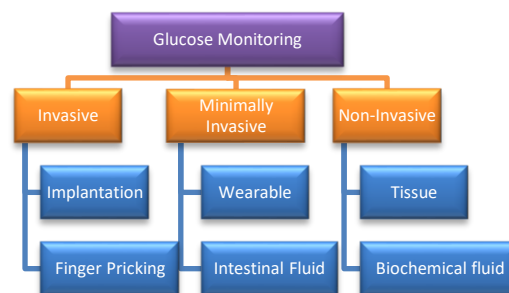 Glucose Monitoring
Invasive
Minimally
Invasive
Non-Invasive
Implantation
Wearable
Tissue
Finger Pricking
Intestinal Fluid
Biochemical fluid